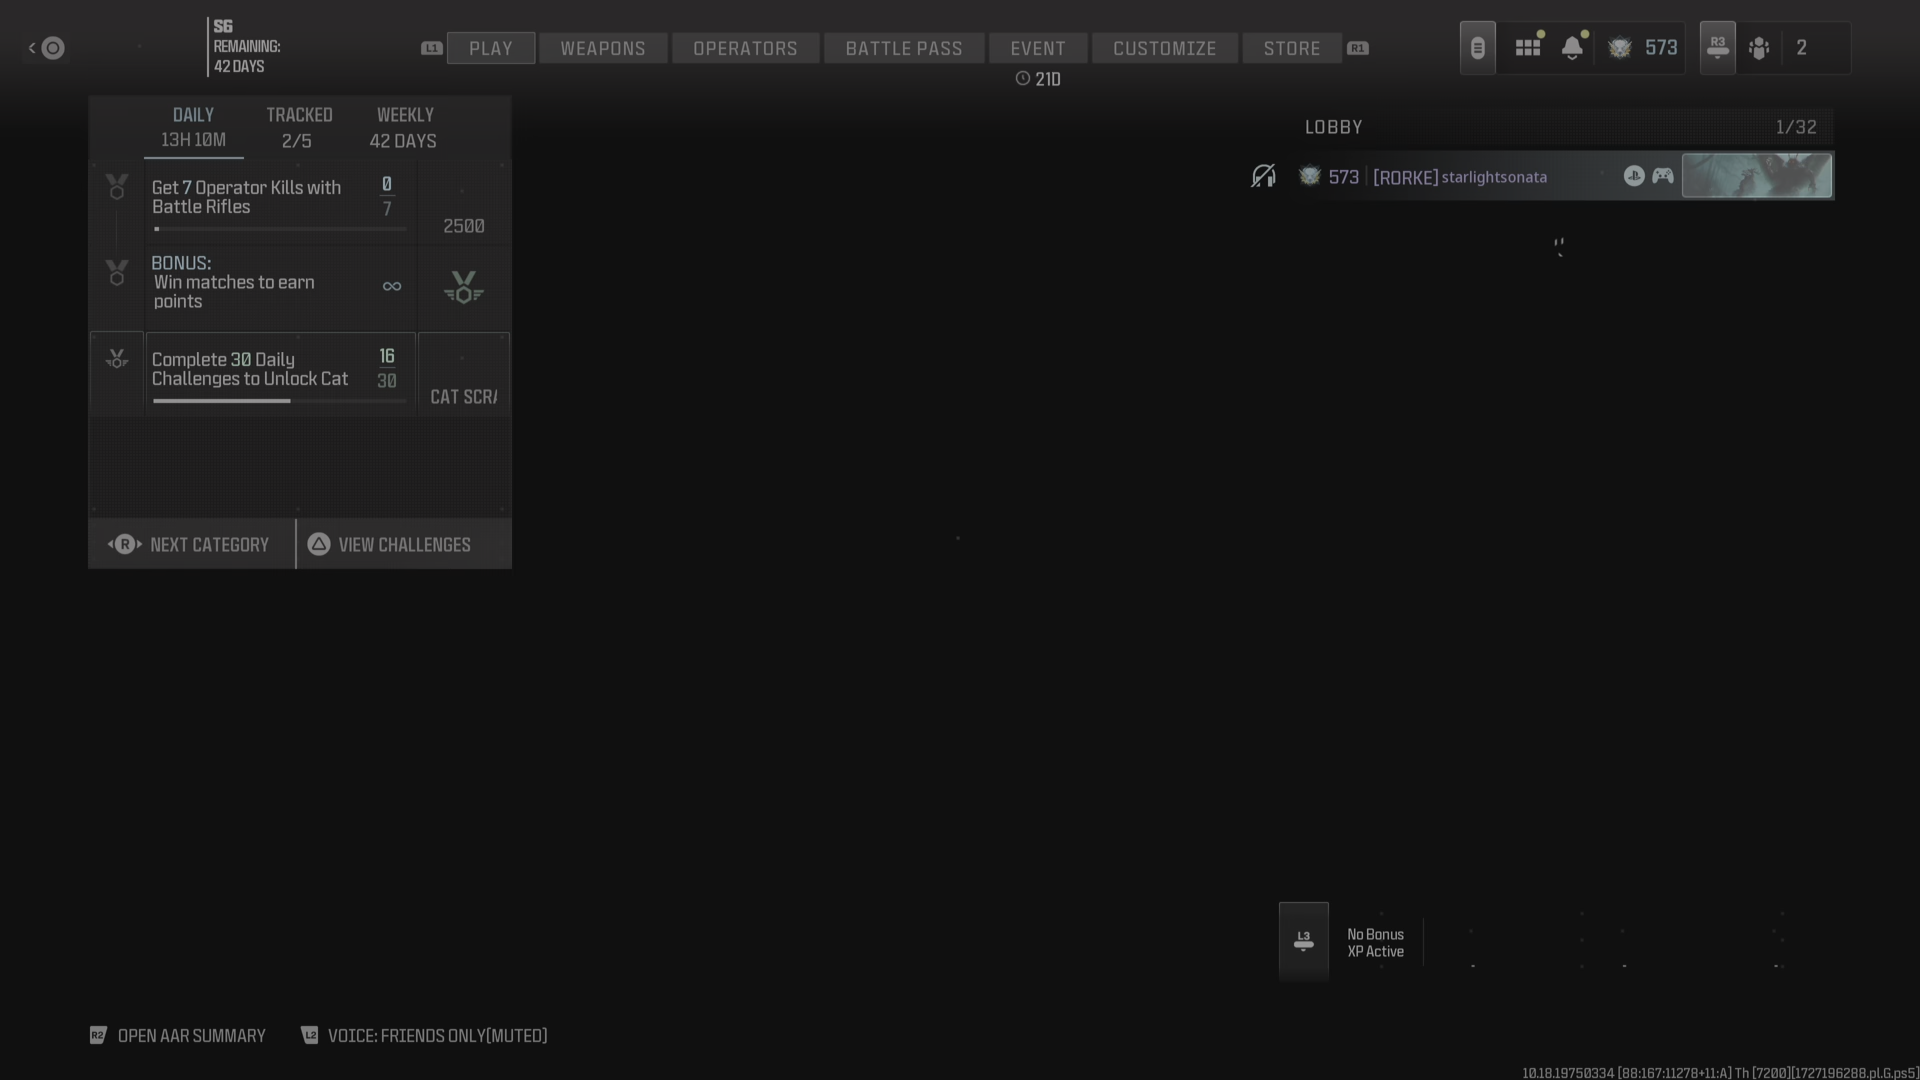 S6
REMAINING:
42 DAYS
L1
PLAY
WEAPONS
OPERATORS
BATTLE PASS
EVENT
CUSTOMIZE
STORE
R1
21D
573
R3
2
DAILY
13H 10M
TRACKED
2/5
WEEKLY
42 DAYS
Get 7 Operator Kills with
Battle Rifles
0
7
2500
BONUS:
Win matches to earn
points
∞
Complete 30 Daily
Challenges to Unlock Cat
16
30
CAT SCRA
R NEXT CATEGORY
VIEW CHALLENGES
LOBBY
1/32
573 [RORKE] starlightsonata
L3
No Bonus
XP Active
R2 OPEN AAR SUMMARY
L2 VOICE: FRIENDS ONLY[MUTED]
10.18.19750334 [88:167:11278+11:A] Th [7200][1727196288.pl.G.ps5]